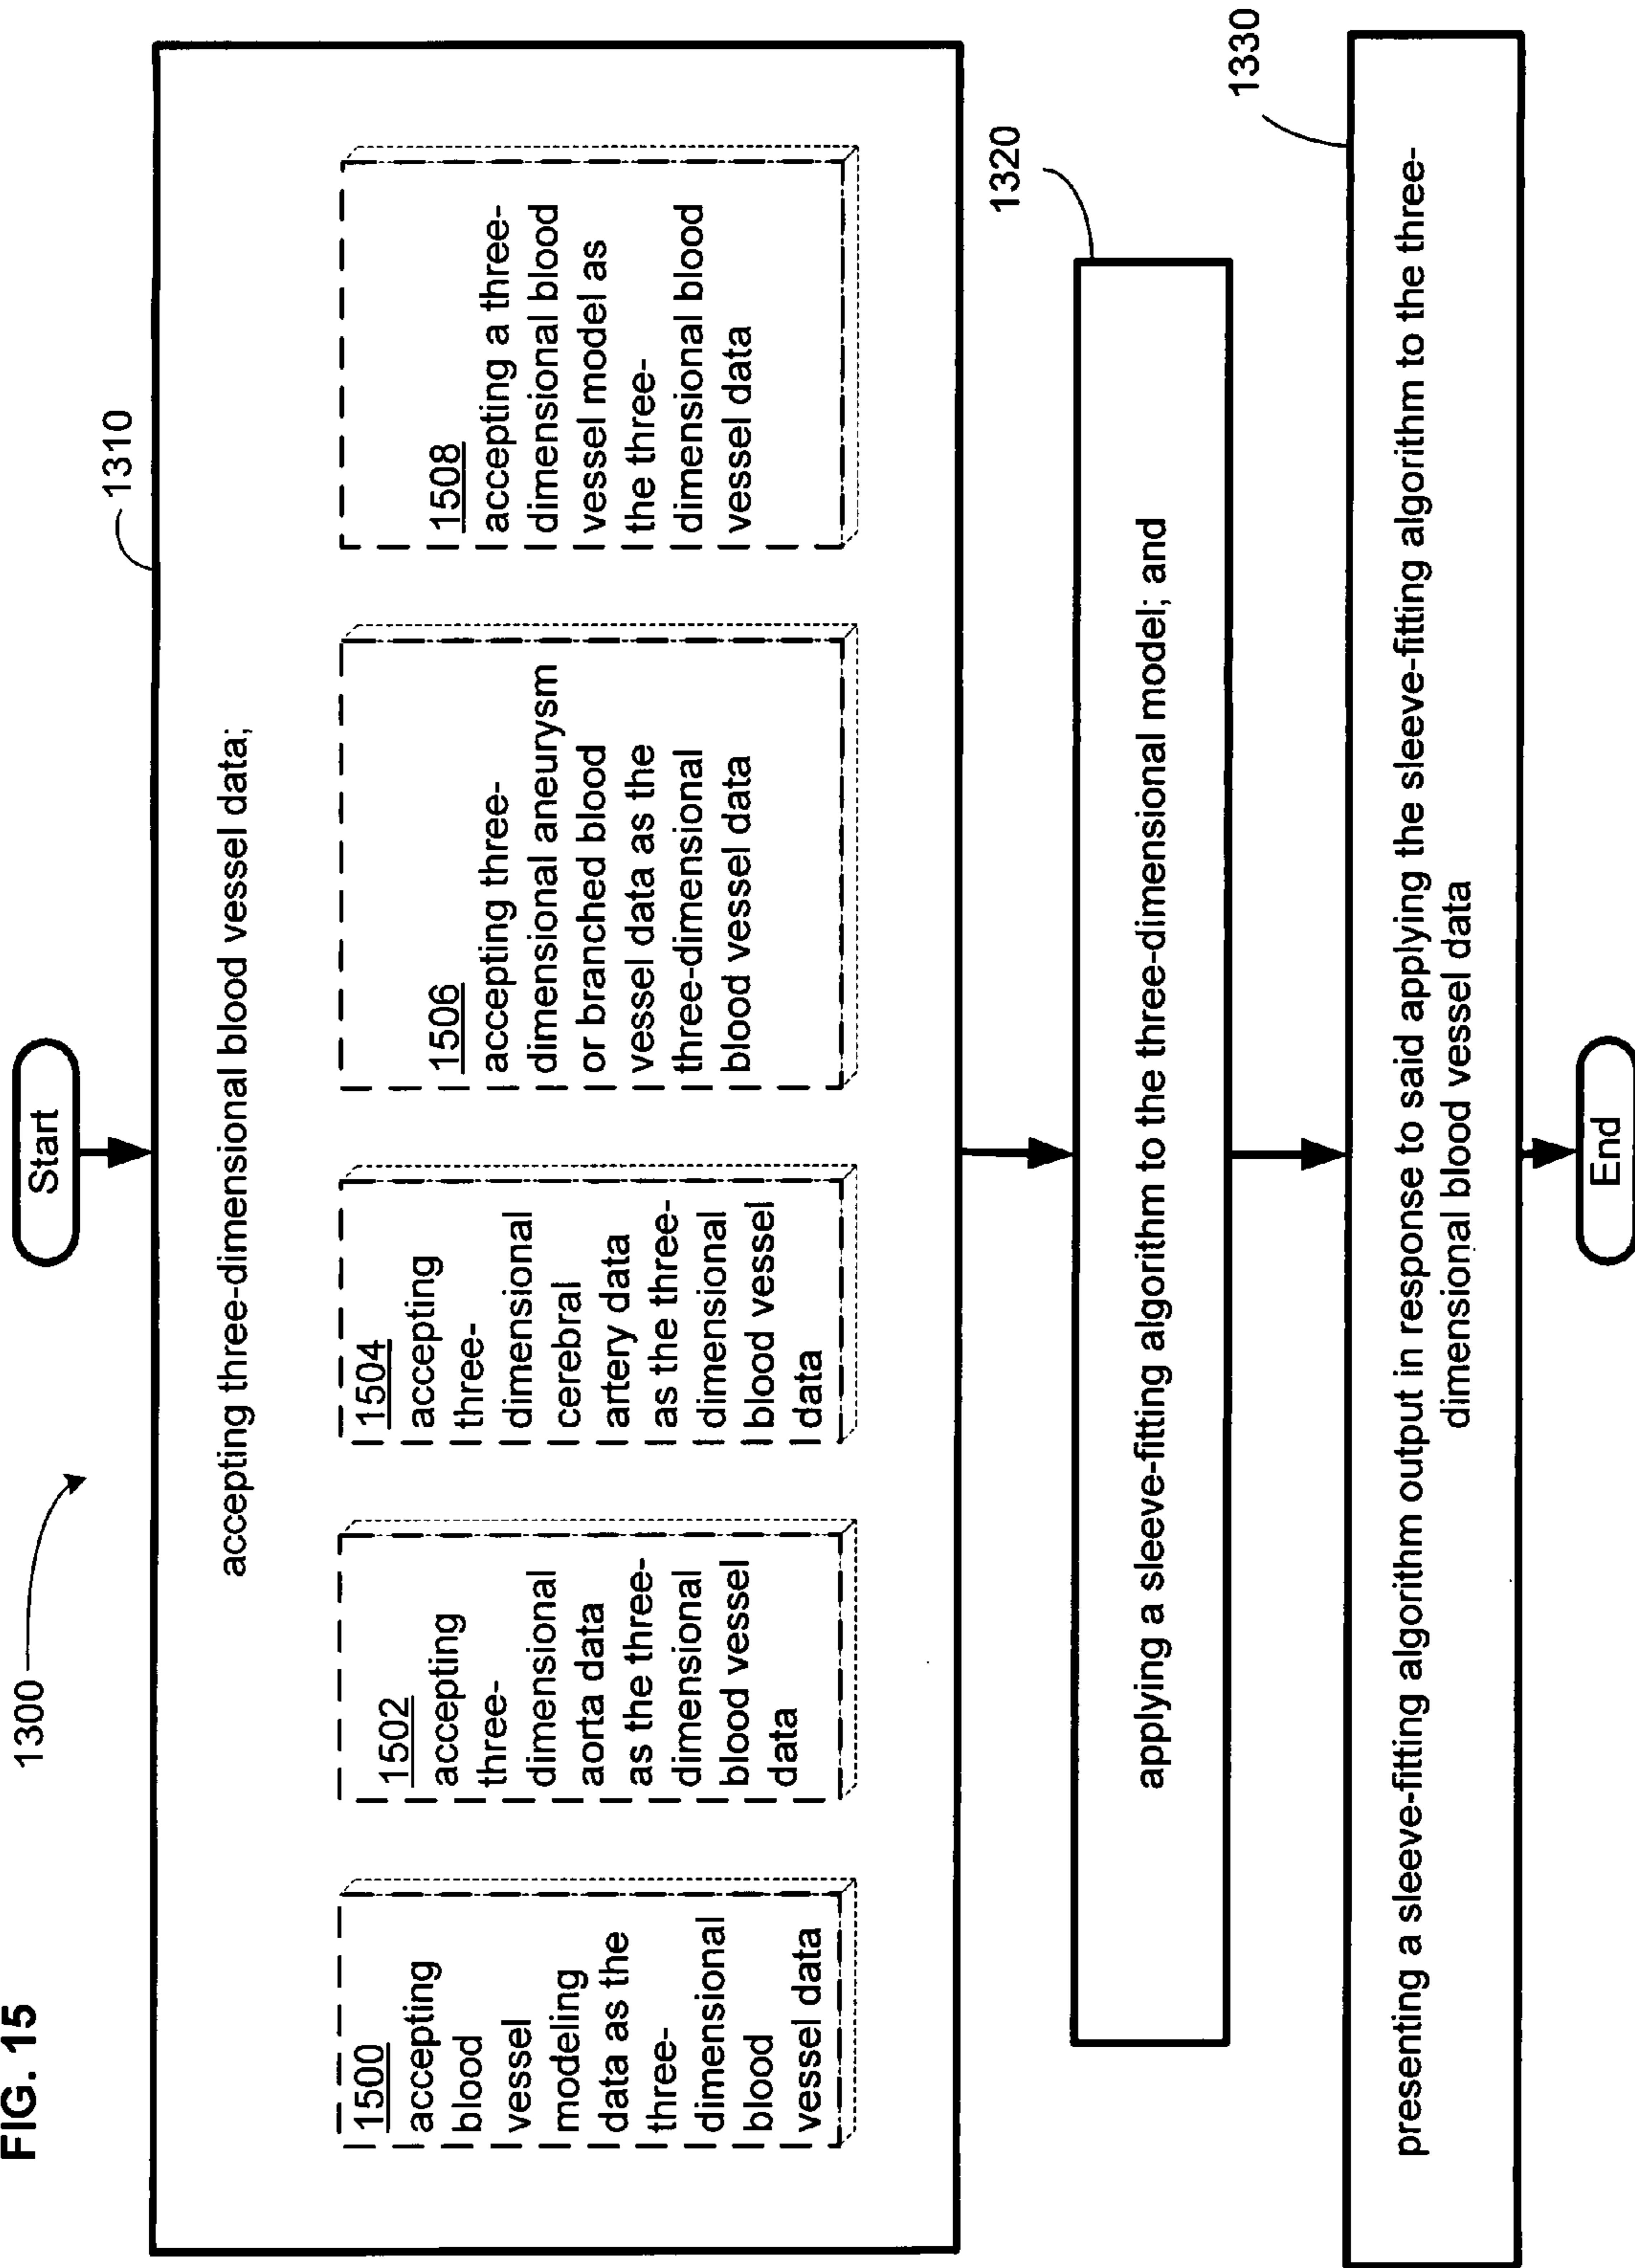 FIG. 15
1300
Start
1310
accepting three-dimensional blood vessel data;
1500
accepting
blood
vessel
modeling
data as the
three-
dimensional
blood
vessel data
1502
accepting
three-
dimensional
aorta data
as the three-
dimensional
blood vessel
data
1504
accepting
three-
dimensional
cerebral
artery data
as the three-
dimensional
blood vessel
data
1506
accepting three-
dimensional aneurysm
or branched blood
vessel data as the
three-dimensional
blood vessel data
1508
accepting a three-
dimensional blood
vessel model as
the three-
dimensional blood
vessel data
1320
applying a sleeve-fitting algorithm to the three-dimensional model; and
1330
presenting a sleeve-fitting algorithm output in response to said applying the sleeve-fitting algorithm to the three-
dimensional blood vessel data
End